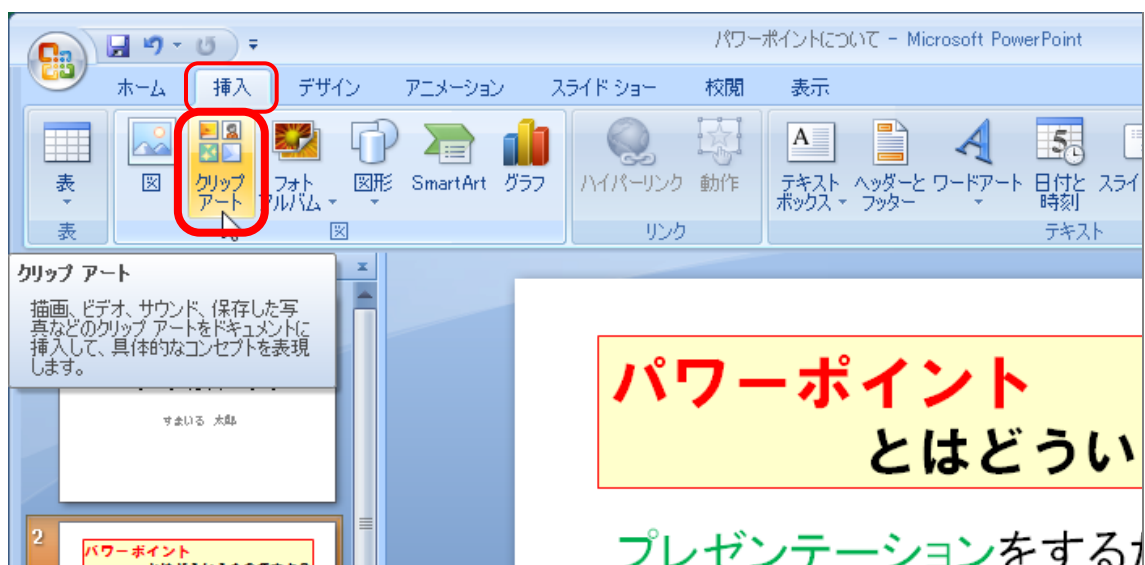 パワーポイントについて - Microsoft PowerPoint
ホーム 挿入 デザイン アニメーション スライド ショー 校閲 表示
表 図 クリップ アート フォト アルバム 図形 SmartArt グラフ ハイパーリンク 動作 テキスト ボックス ヘッダーと フッター ワードアート 日付と 時刻 スライ
表 図 リンク テキスト
クリップ アート
描画、ビデオ、サウンド、保存した写
真などのクリップ アートをドキュメントに
挿入して、具体的なコンセプトを表現
します。
すまいる 太郎
2
パワーポイント
パワーポイント
とはどうい
プレゼンテーションをする